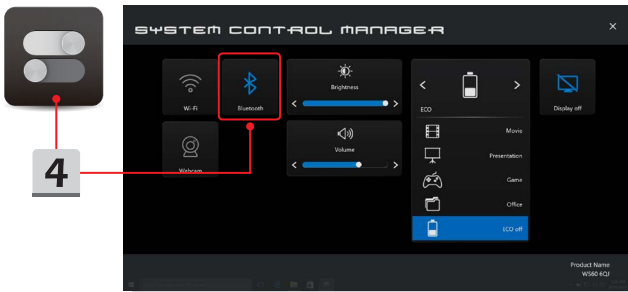 SYSTEM CONTROL MANAGER
Wi-Fi
Bluetooth
Brightness
ECO
Display off
Webcam
Volume
Movie
Presentation
Game
Office
ECO off
4
Product Name
WS60 6QJ